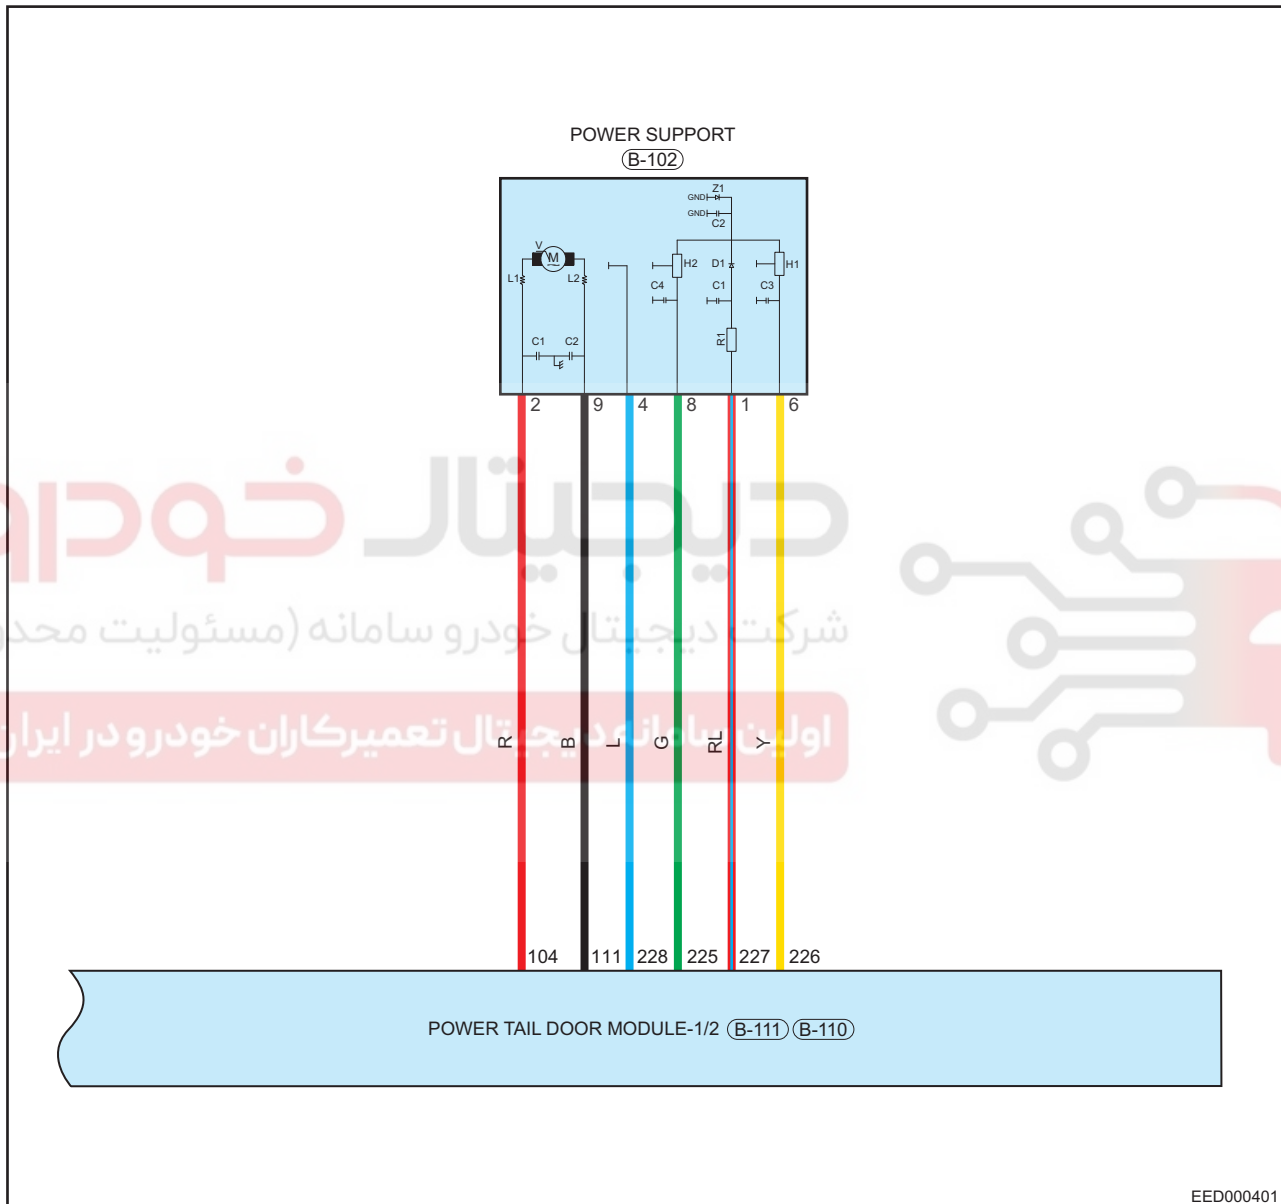 POWER SUPPORT
B-102
Z1
GND
GND
C2
V
M
L1
L2
H2
D1
H1
C4
C1
C3
R1
C1
C2
2 9 4 8 1 6
دیجیتال خودرو
شرکت دیجیتال خودرو سامانه (مسئولیت محدو
اولین سامانه دیجیتال تعمیرکاران خودرو در ایران
R B L G RL Y
104 111 228 225 227 226
POWER TAIL DOOR MODULE-1/2 B-111 B-110
EED000401